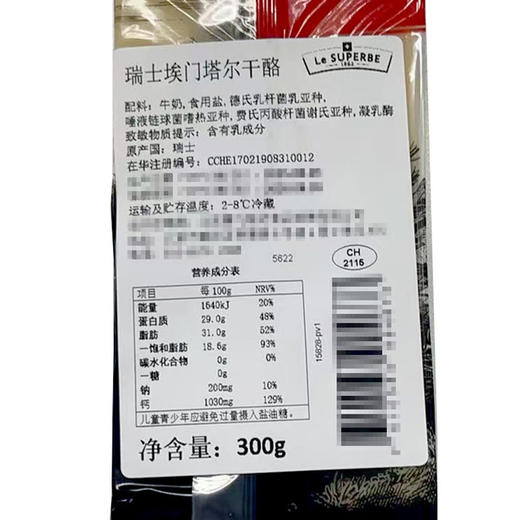 Le SUPERBE
1862
瑞士埃门塔尔干酪
配料：牛奶,食用盐,德氏乳杆菌乳亚种,
唾液链球菌嗜热亚种,费氏丙酸杆菌谢氏亚种,凝乳酶
致敏物质提示：含有乳成分
原产国：瑞士
在华注册编号：CCHE17021908310012
运输及贮存温度：2-8℃冷藏
5622
CH
2115
营养成分表
项目 每100g NRV%
能量 1640kJ 20%
蛋白质 29.0g 48%
脂肪 31.0g 52%
—饱和脂肪 18.6g 93%
碳水化合物 0g 0%
—糖 0g
钠 200mg 10%
钙 1030mg 129%
儿童青少年应避免过量摄入盐油糖。
15828-pv1
净含量：300g